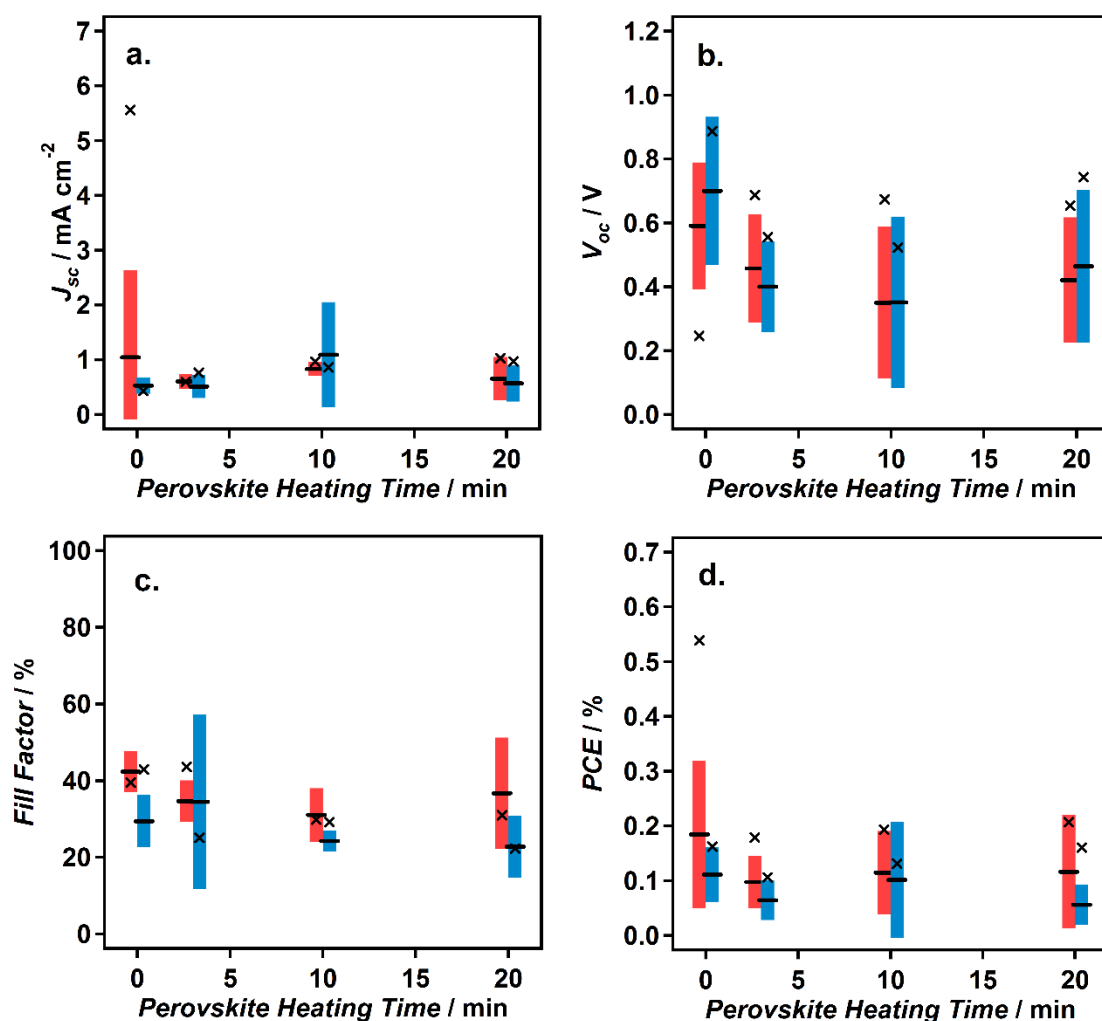 a.
7
6
5
4
3
2
1
0
Jsc / mA cm-2
0 5 10 15 20
Perovskite Heating Time / min
b.
1.2
1.0
0.8
0.6
0.4
0.2
0.0
Voc / V
0 5 10 15 20
Perovskite Heating Time / min
c.
100
80
60
40
20
0
Fill Factor / %
0 5 10 15 20
Perovskite Heating Time / min
d.
0.7
0.6
0.5
0.4
0.3
0.2
0.1
0.0
PCE / %
0 5 10 15 20
Perovskite Heating Time / min